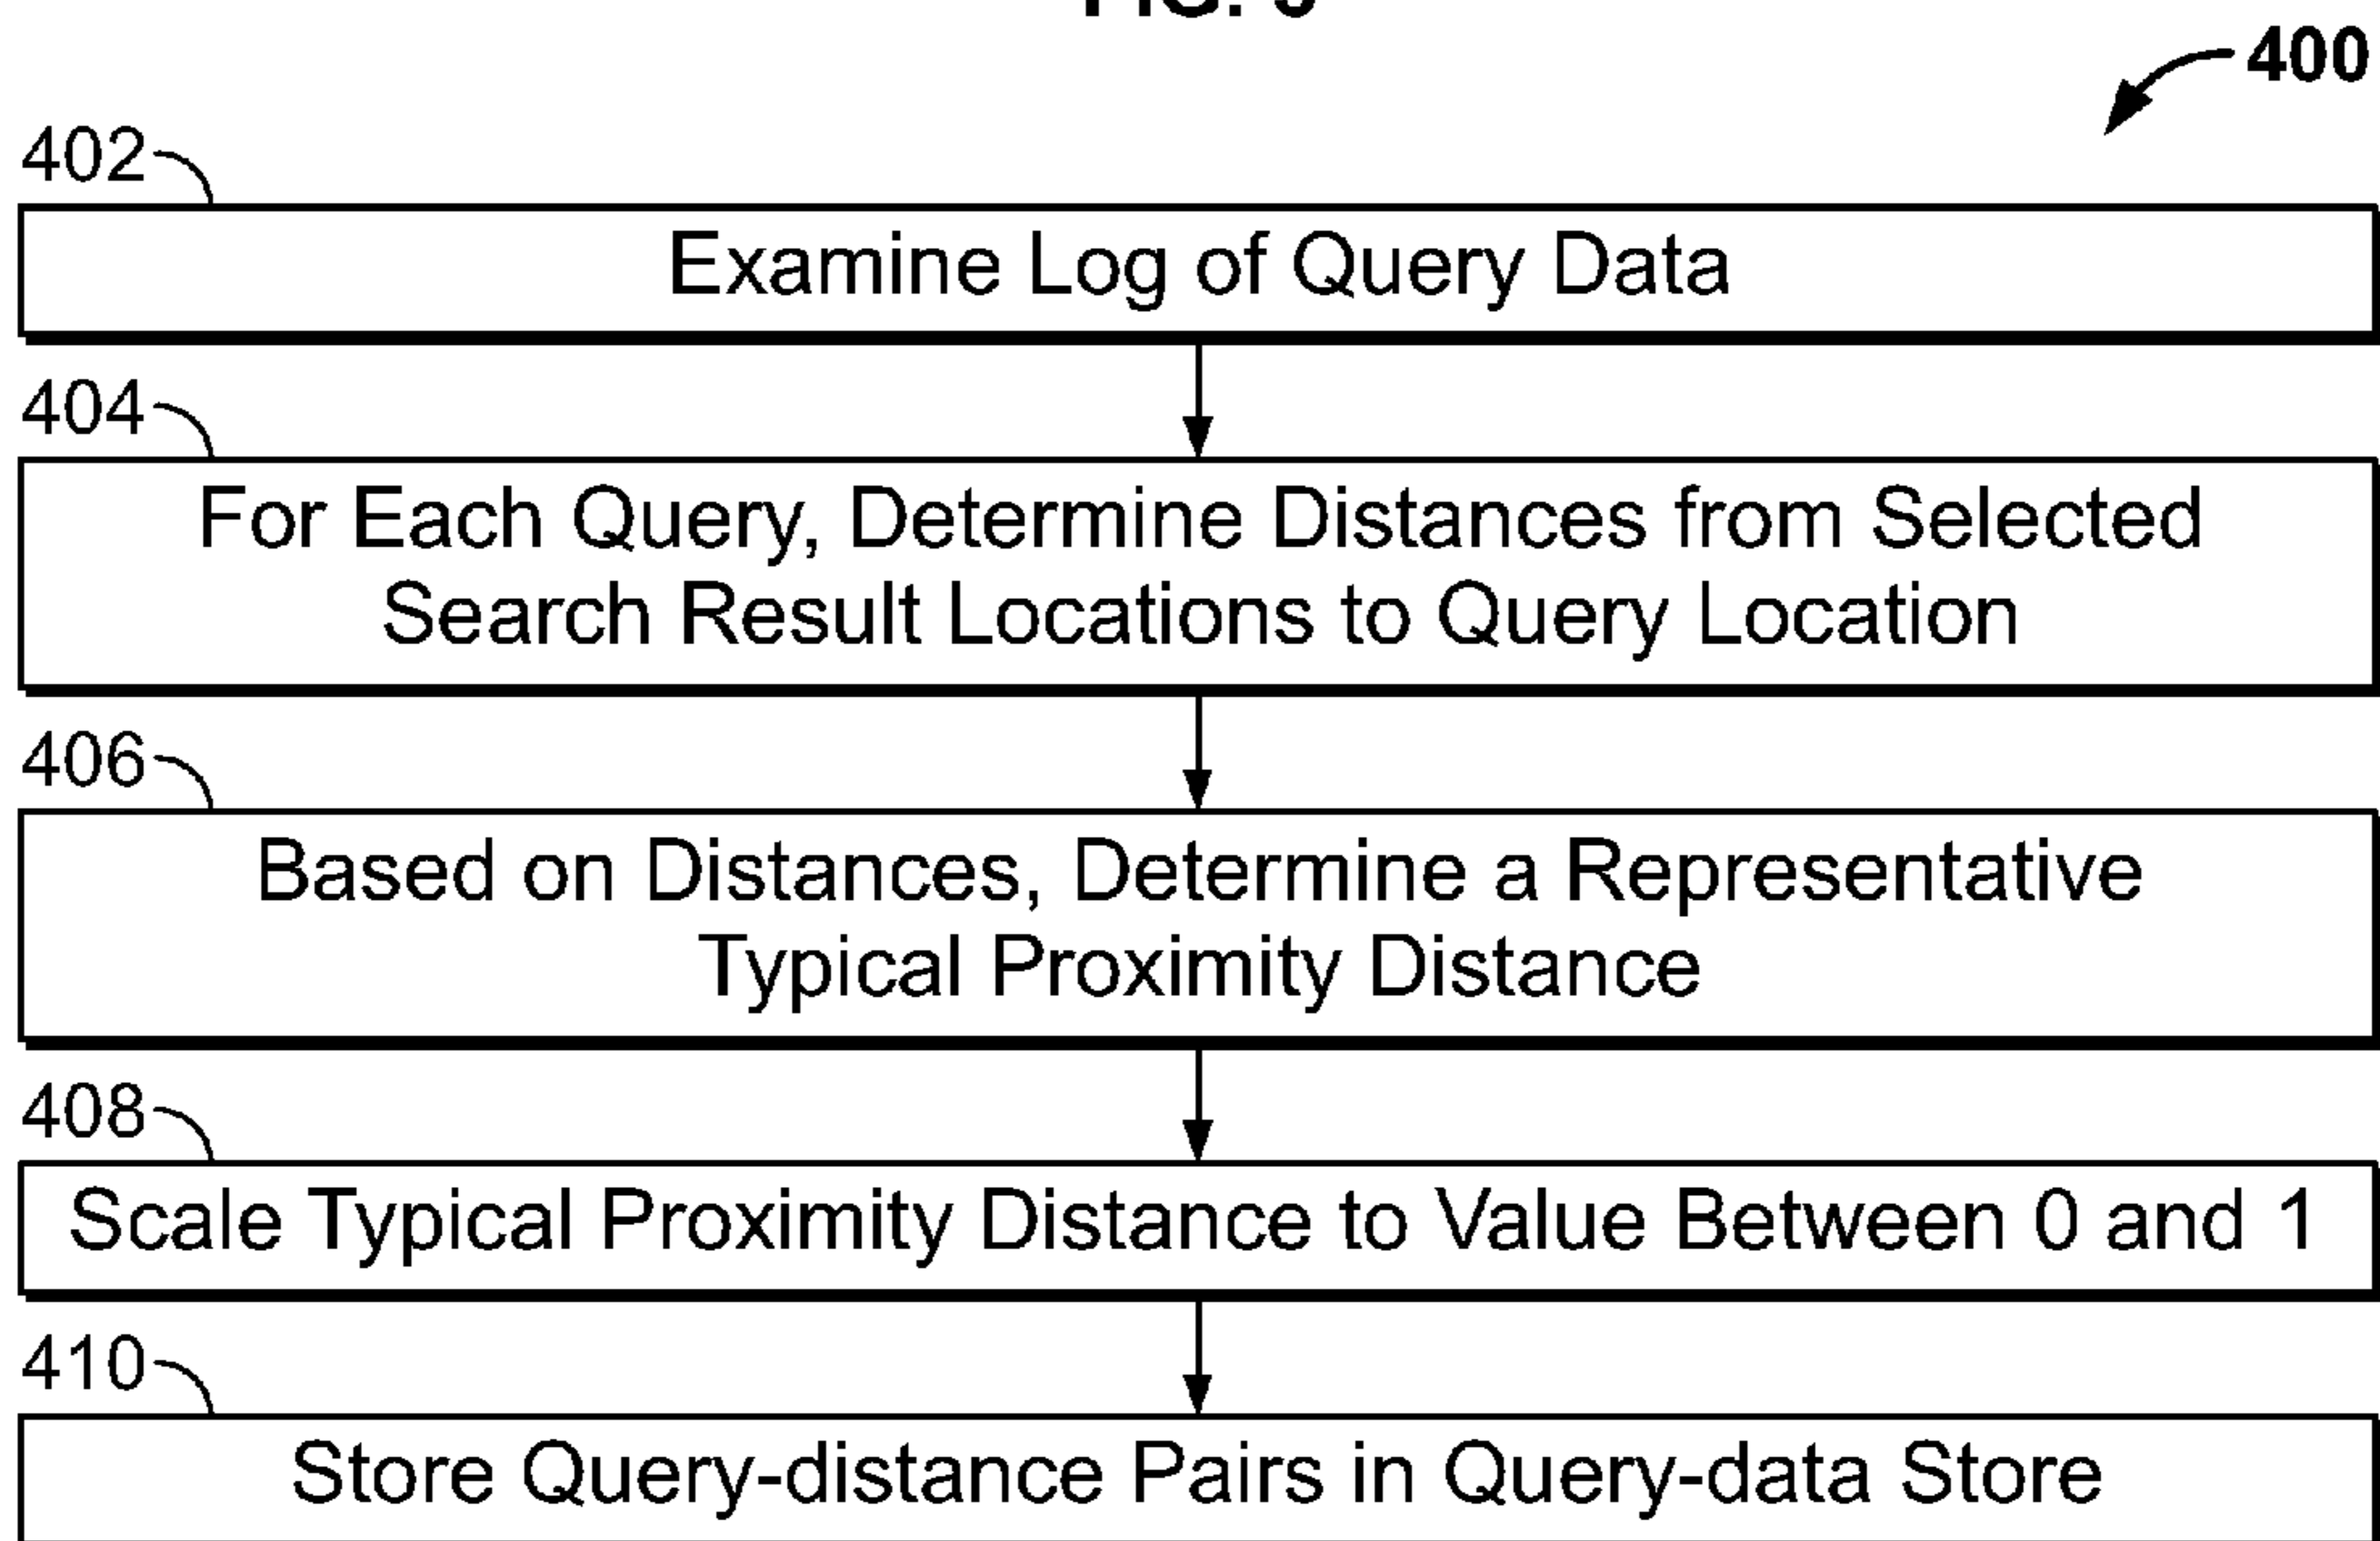 400
402
Examine Log of Query Data
404
For Each Query, Determine Distances from Selected
Search Result Locations to Query Location
406
Based on Distances, Determine a Representative
Typical Proximity Distance
408
Scale Typical Proximity Distance to Value Between 0 and 1
410
Store Query-distance Pairs in Query-data Store